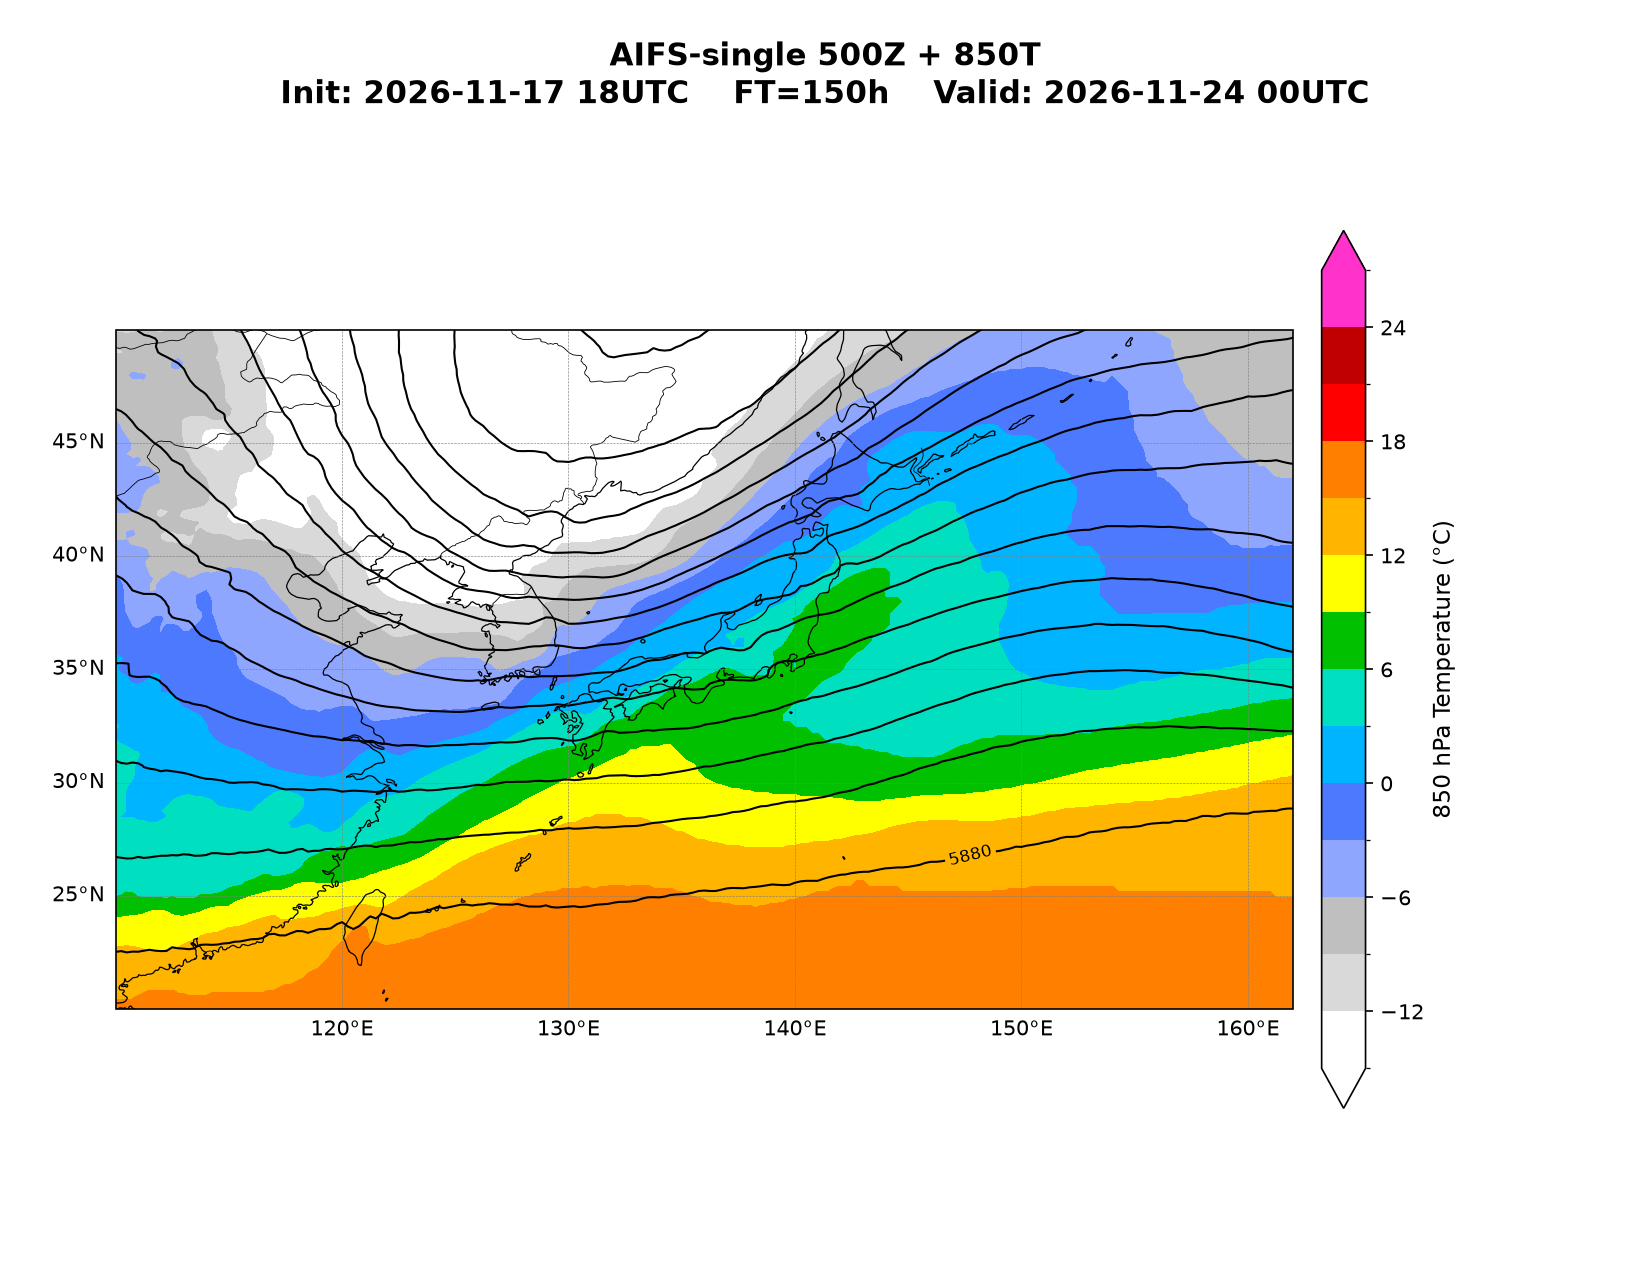 AIFS-single 500Z + 850T
Init: 2026-11-17 18UTC    FT=150h    Valid: 2026-11-24 00UTC
45°N
40°N
35°N
30°N
25°N
120°E
130°E
140°E
150°E
160°E
5880
24
18
12
6
0
−6
−12
850 hPa Temperature (°C)